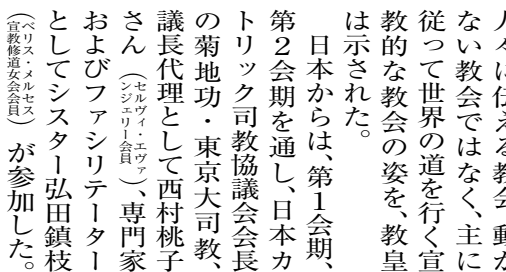 人々に伝える教会、動か
ない教会ではなく、主に
従って世界の道を行く宣
教的な教会の姿を、教皇
は示された。
日本からは、第1会期、
第2会期を通し、日本カ
トリック司教協議会会長
の菊地功・東京大司教、
議長代理として西村桃子
さん（セルヴィ・エヴァンジェリー会員）、専門家
およびファシリテーター
としてシスター弘田鎮枝
（ベリス・メルセス宣教修道女会会員）が参加した。